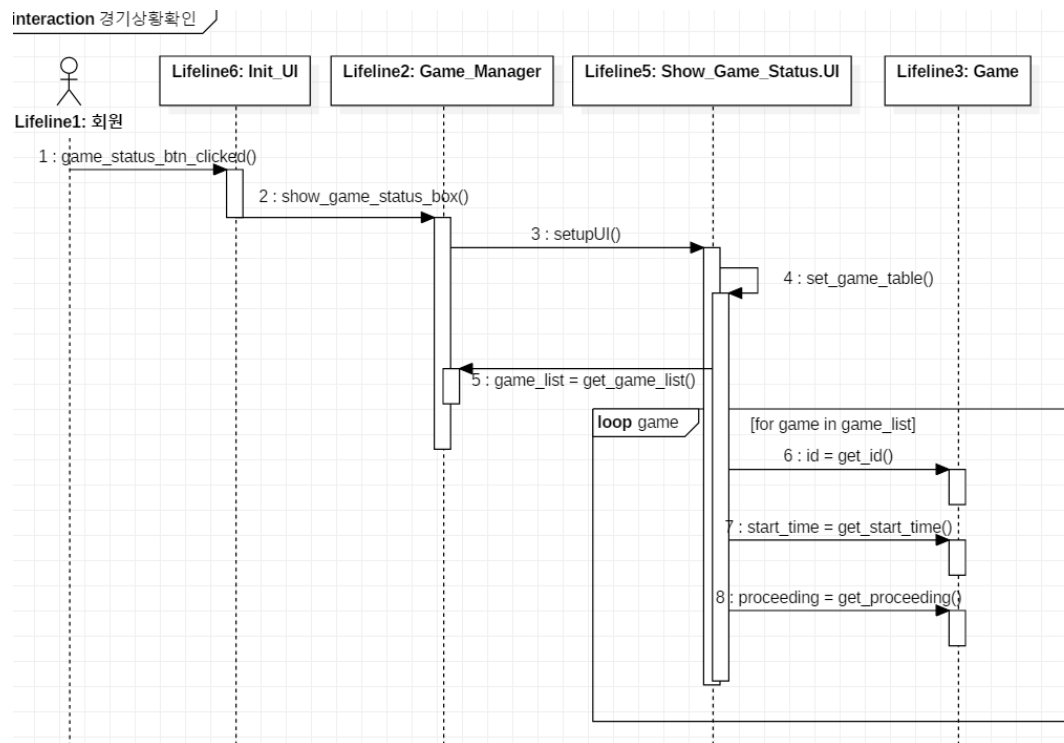 interaction 경기상황확인
Lifeline6: Init_UI
Lifeline2: Game_Manager
Lifeline5: Show_Game_Status.UI
Lifeline3: Game
Lifeline1: 회원
1 : game_status_btn_clicked()
2 : show_game_status_box()
3 : setupUI()
4 : set_game_table()
5 : game_list = get_game_list()
loop game
[for game in game_list]
6 : id = get_id()
7 : start_time = get_start_time()
8 : proceeding = get_proceeding()